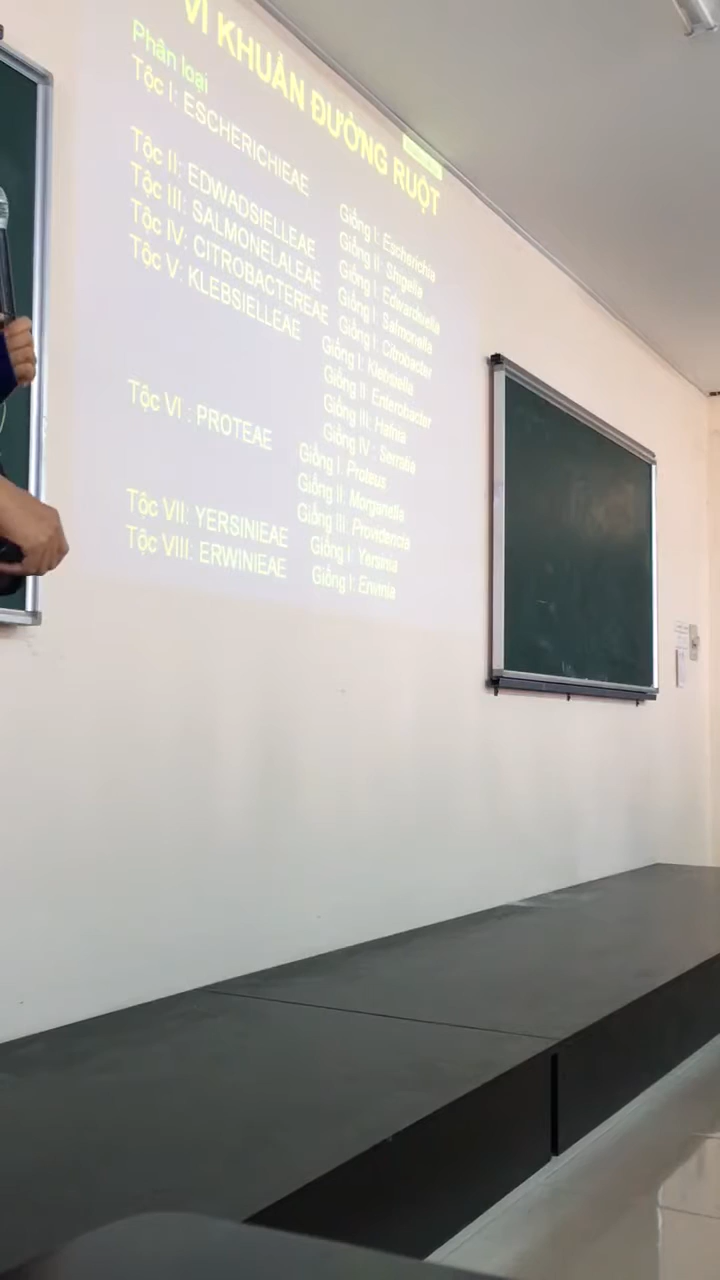 VI KHUẨN ĐƯỜNG RUỘT
Phân loại
Tộc I: ESCHERICHIEAE
Giống I: Escherichia
Giống II: Shigella
Tộc II: EDWADSIELLEAE
Giống I: Edwardsiella
Tộc III: SALMONELALEAE
Giống I: Salmonella
Tộc IV: CITROBACTEREAE
Giống I: Citrobacter
Tộc V: KLEBSIELLEAE
Giống I: Klebsiella
Giống II: Enterobacter
Giống III: Hafnia
Giống IV : Serratia
Tộc VI : PROTEAE
Giống I: Proteus
Giống II: Morganella
Giống III: Providencia
Tộc VII: YERSINIEAE
Giống I: Yersinia
Tộc VIII: ERWINIEAE
Giống I: Erwinia